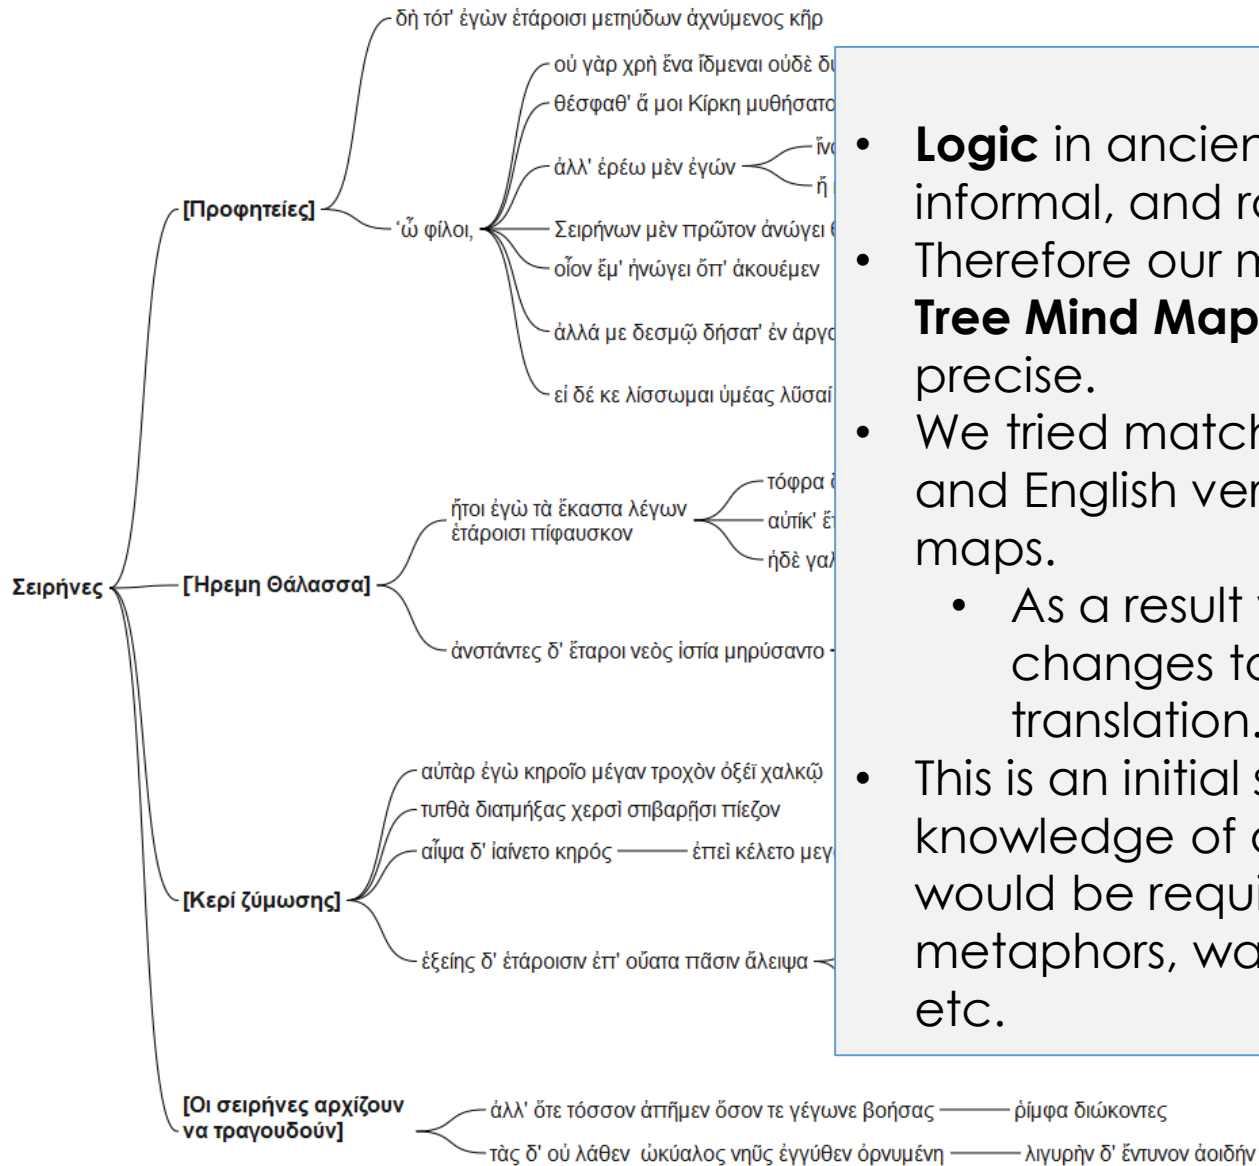 δὴ τότ' ἐγὼν ἑτάροισι μετηύδων ἀχνύμενος κῆρ
οὐ γὰρ χρὴ ἕνα ἴδμεναι οὐδὲ
θέσφαθ' ἅ μοι Κίρκη μυθήσατο
ἀλλ' ἐρέω μὲν ἐγών
ἤ
[Προφητείες]
‘ὦ φίλοι,
Σειρήνων μὲν πρῶτον ἀνώγει
οἶον ἔμ' ἠνώγει ὄπ' ἀκουέμεν
ἀλλά με δεσμῷ δήσατ' ἐν
εἰ δέ κε λίσσωμαι ὑμέας λῦσαί
τόφρα
ἤτοι ἐγὼ τὰ ἕκαστα λέγων
ἑτάροισι πίφαυσκον
αὐτίκ'
ἠδὲ
Σειρήνες
[Ήρεμη Θάλασσα]
ἀνστάντες δ' ἕταροι νεὸς ἱστία μηρύσαντο
αὐτὰρ ἐγὼ κηροῖο μέγαν τροχὸν ὀξέϊ χαλκῷ
τυτθὰ διατμήξας χερσὶ στιβαρῇσι πίεζον
αἶψα δ' ἰαίνετο κηρός
ἐπεὶ κέλετο
[Κερί ζύμωσης]
ἑξείης δ' ἑτάροισιν ἐπ' οὔατα πᾶσιν ἄλειψα
[Οι σειρήνες αρχίζουν
να τραγουδούν]
ἀλλ' ὅτε τόσσον ἀπῆμεν ὅσον τε γέγωνε βοήσας
ῥίμφα διώκοντες
τὰς δ' οὐ λάθεν ὠκύαλος νηῦς ἐγγύθεν ὀρνυμένη
λιγυρὴν δ' ἔντυνον ἀοιδήν
• Logic in ancien
informal, and
• Therefore our
Tree Mind Map
precise.
• We tried match
and English
maps.
• As a result
changes
translation.
• This is an initial
knowledge of
would be
metaphors,
etc.